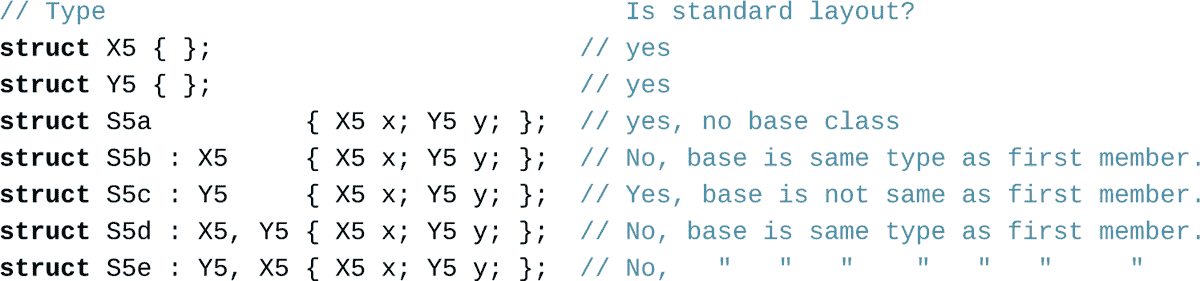 // Type                                  Is standard layout?
struct X5 { };                        // yes
struct Y5 { };                        // yes
struct S5a          { X5 x; Y5 y; };  // yes, no base class
struct S5b : X5     { X5 x; Y5 y; };  // No, base is same type as first member.
struct S5c : Y5     { X5 x; Y5 y; };  // Yes, base is not same as first member.
struct S5d : X5, Y5 { X5 x; Y5 y; };  // No, base is same type as first member.
struct S5e : Y5, X5 { X5 x; Y5 y; };  // No,   "   "   "    "   "   "     "